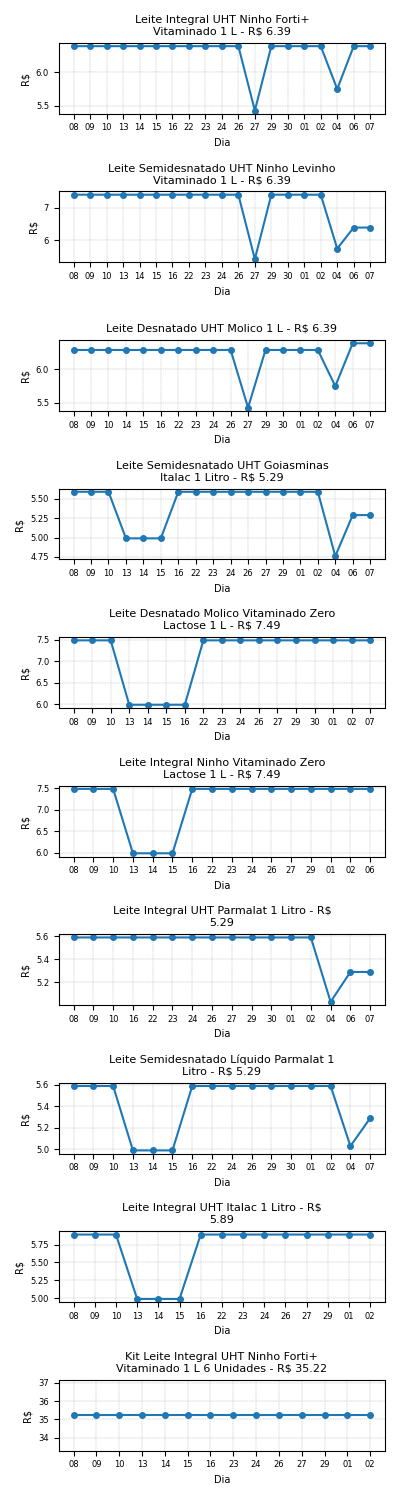 Leite Integral UHT Ninho Forti+
Vitaminado 1 L - R$ 6.39
6.0
5.5
R$
08 09 10 13 14 15 16 22 23 24 26 27 29 30 01 02 04 06 07
Dia
Leite Semidesnatado UHT Ninho Levinho
Vitaminado 1 L - R$ 6.39
7
6
R$
08 09 10 13 14 15 16 22 23 24 26 27 29 30 01 02 04 06 07
Dia
Leite Desnatado UHT Molico 1 L - R$ 6.39
6.0
5.5
R$
08 09 10 13 14 15 16 22 23 24 26 27 29 30 01 02 04 06 07
Dia
Leite Semidesnatado UHT Goiasminas
Italac 1 Litro - R$ 5.29
5.50
5.25
5.00
4.75
R$
08 09 10 13 14 15 16 22 23 24 26 27 29 01 02 04 06 07
Dia
Leite Desnatado Molico Vitaminado Zero
Lactose 1 L - R$ 7.49
7.5
7.0
6.5
6.0
R$
08 09 10 13 14 15 16 22 23 24 26 27 29 30 01 02 07
Dia
Leite Integral Ninho Vitaminado Zero
Lactose 1 L - R$ 7.49
7.5
7.0
6.5
6.0
R$
08 09 10 13 14 15 16 22 23 24 26 27 29 01 02 06
Dia
Leite Integral UHT Parmalat 1 Litro - R$
5.29
5.6
5.4
5.2
R$
08 09 10 16 22 23 24 26 27 29 30 01 02 04 06 07
Dia
Leite Semidesnatado Líquido Parmalat 1
Litro - R$ 5.29
5.6
5.4
5.2
5.0
R$
08 09 10 13 14 15 16 22 24 26 29 30 01 02 04 07
Dia
Leite Integral UHT Italac 1 Litro - R$
5.89
5.75
5.50
5.25
5.00
R$
08 09 10 13 14 15 16 22 23 24 26 27 29 01 02
Dia
Kit Leite Integral UHT Ninho Forti+
Vitaminado 1 L 6 Unidades - R$ 35.22
37
36
35
34
R$
08 09 10 13 14 15 16 23 24 26 27 29 01 02
Dia